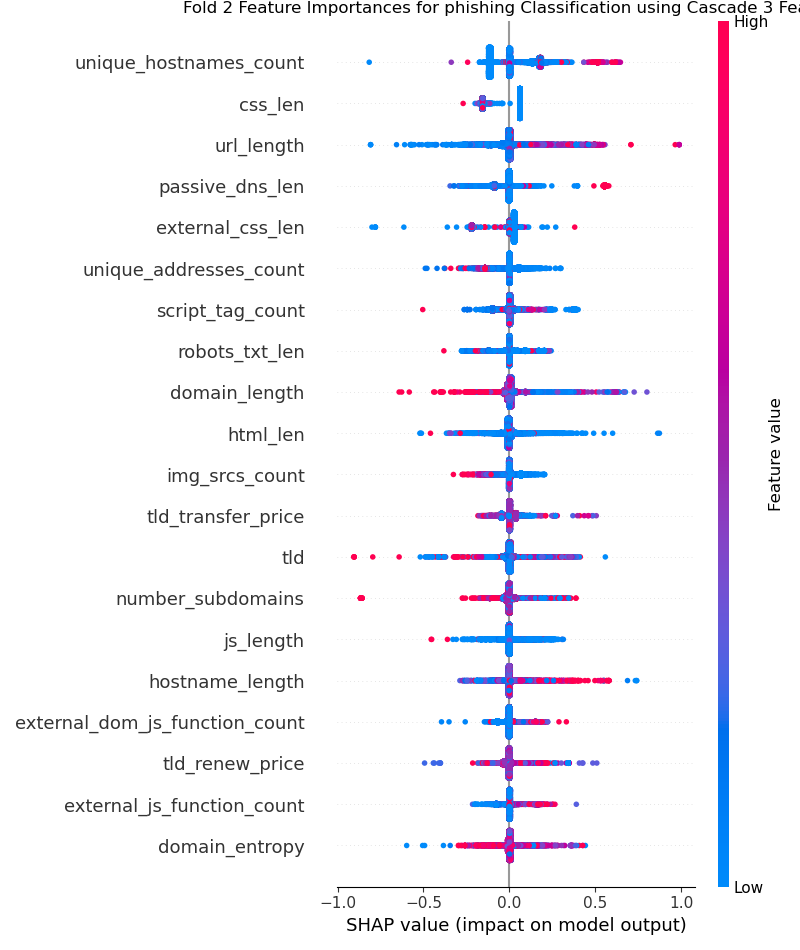 Fold 2 Feature Importances for phishing Classification using Cascade 3 Fea
High
unique_hostnames_count
css_len
url_length
passive_dns_len
external_css_len
unique_addresses_count
script_tag_count
robots_txt_len
domain_length
html_len
img_srcs_count
tld_transfer_price
tld
number_subdomains
js_length
hostname_length
external_dom_js_function_count
tld_renew_price
external_js_function_count
domain_entropy
Feature value
Low
−1.0 −0.5 0.0 0.5 1.0
SHAP value (impact on model output)